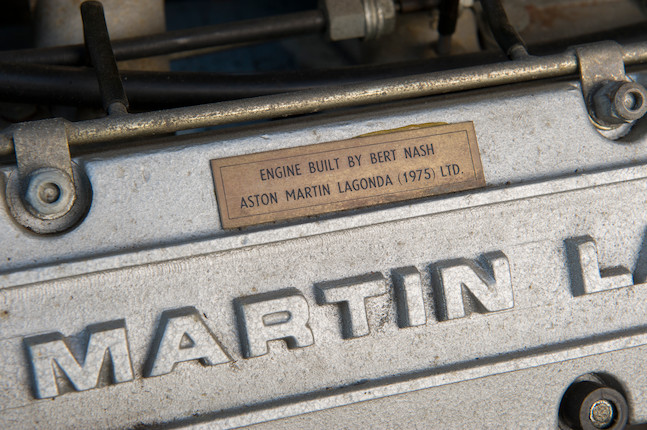 ENGINE BUILT BY BERT NASH
ASTON MARTIN LAGONDA (1975) LTD.
MARTIN L